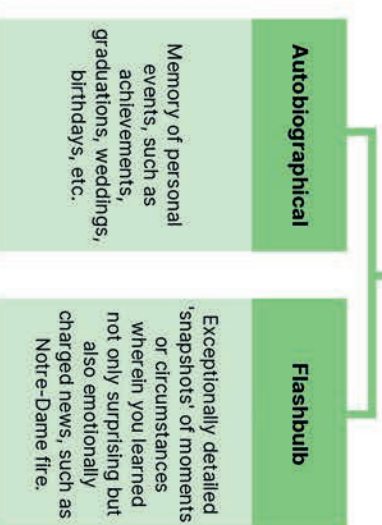 Autobiographical
Memory of personal
events, such as
achievements,
graduations, weddings,
birthdays, etc.
Flashbulb
Exceptionally detailed
'snapshots' of moments
or circumstances
wherein you learned
not only surprising but
also emotionally
charged news, such as
Notre-Dame fire.